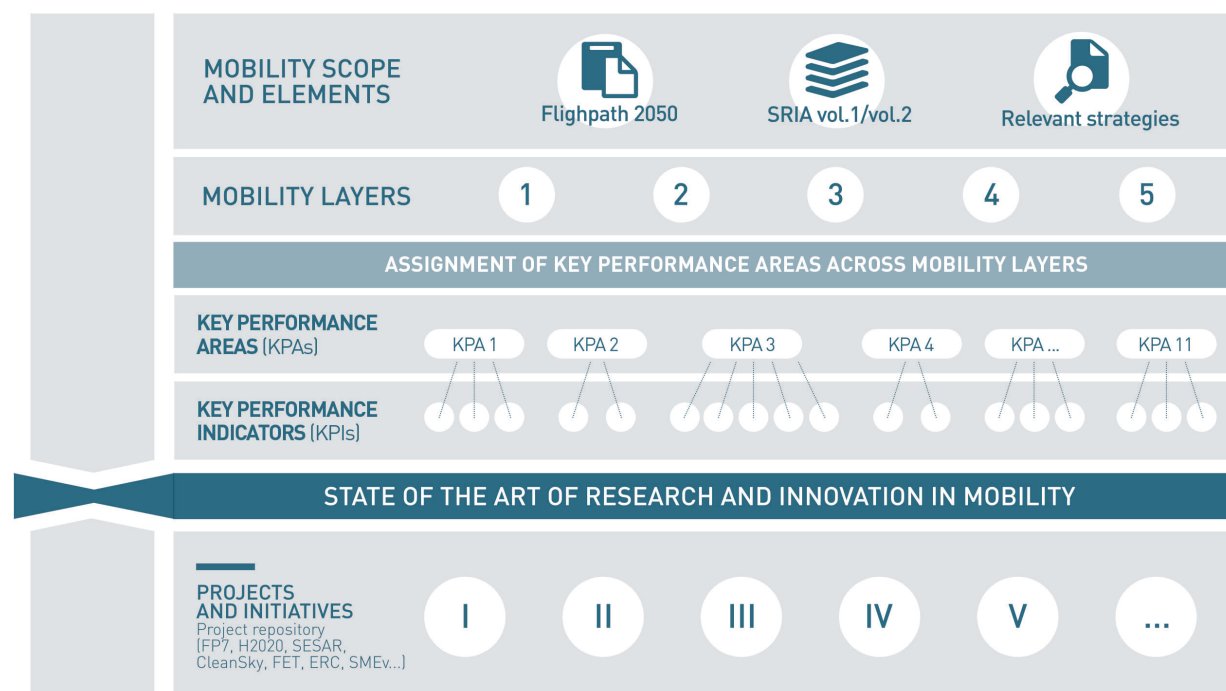 MOBILITY SCOPE
AND ELEMENTS
Flighpath 2050
SRIA vol.1/vol.2
Relevant strategies
MOBILITY LAYERS
1
2
3
4
5
ASSIGNMENT OF KEY PERFORMANCE AREAS ACROSS MOBILITY LAYERS
KEY PERFORMANCE
AREAS (KPAs)
KPA 1
KPA 2
KPA 3
KPA 4
KPA ...
KPA 11
KEY PERFORMANCE
INDICATORS (KPIs)
STATE OF THE ART OF RESEARCH AND INNOVATION IN MOBILITY
PROJECTS
AND INITIATIVES
Project repository
(FP7, H2020, SESAR,
CleanSky, FET, ERC, SMEv...)
I
II
III
IV
V
...